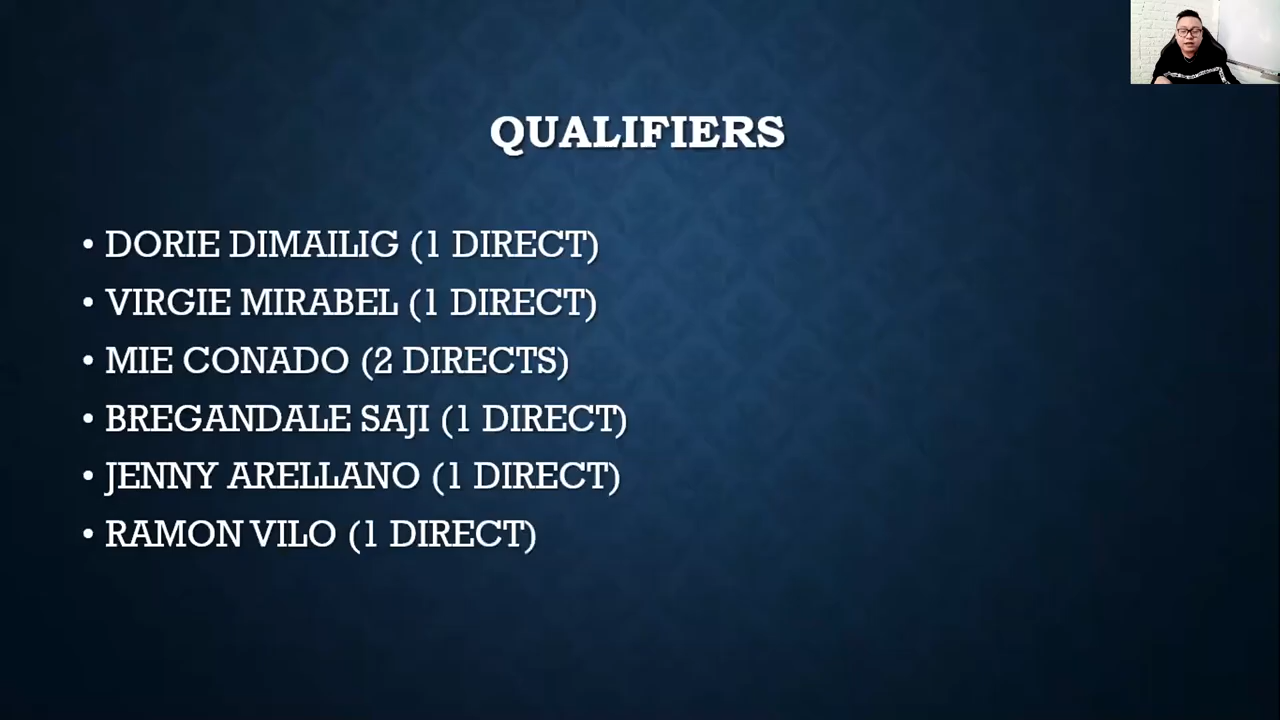 QUALIFIERS
• DORIE DIMAILIG (1 DIRECT)
• VIRGIE MIRABEL (1 DIRECT)
• MIE CONADO (2 DIRECTS)
• BREGANDALE SAJI (1 DIRECT)
• JENNY ARELLANO (1 DIRECT)
• RAMON VILO (1 DIRECT)